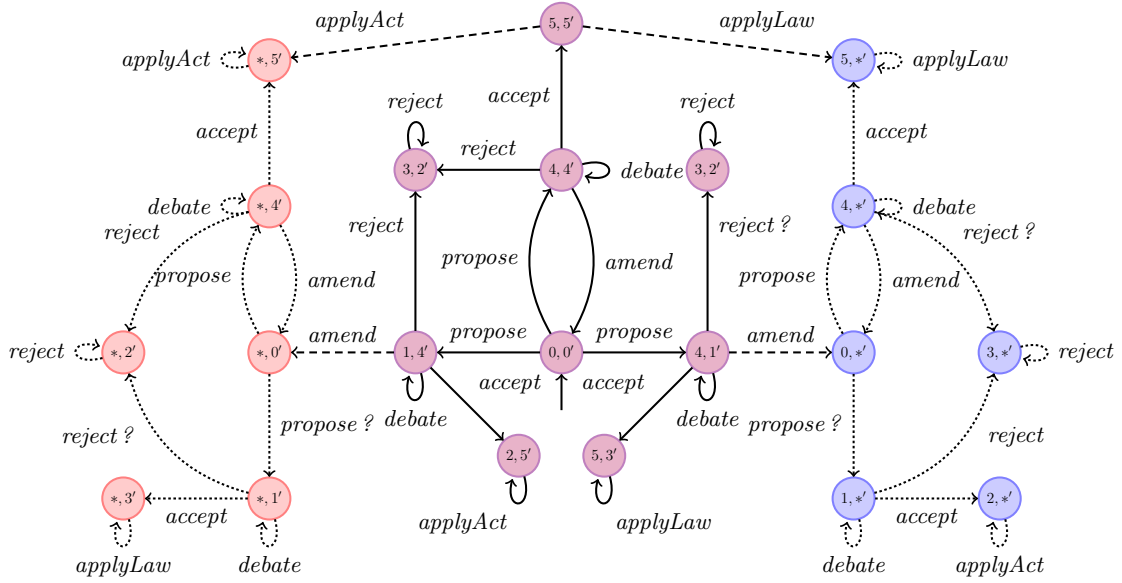 applyAct
5, 5′
applyLaw
applyAct
∗, 5′
5, ∗′
applyLaw
accept
accept
reject
reject
accept
reject
3, 2′
4, 4′
debate
3, 2′
debate
∗, 4′
4, ∗′
debate
reject
reject
reject ?
reject ?
propose
amend
propose
amend
propose
amend
reject
∗, 2′
∗, 0′
amend
1, 4′
propose
0, 0′
propose
4, 1′
amend
0, ∗′
3, ∗′
reject
accept
accept
debate
debate
reject ?
propose ?
propose ?
reject
2, 5′
5, 3′
∗, 3′
accept
∗, 1′
applyAct
applyLaw
1, ∗′
accept
2, ∗′
applyLaw
debate
debate
applyAct